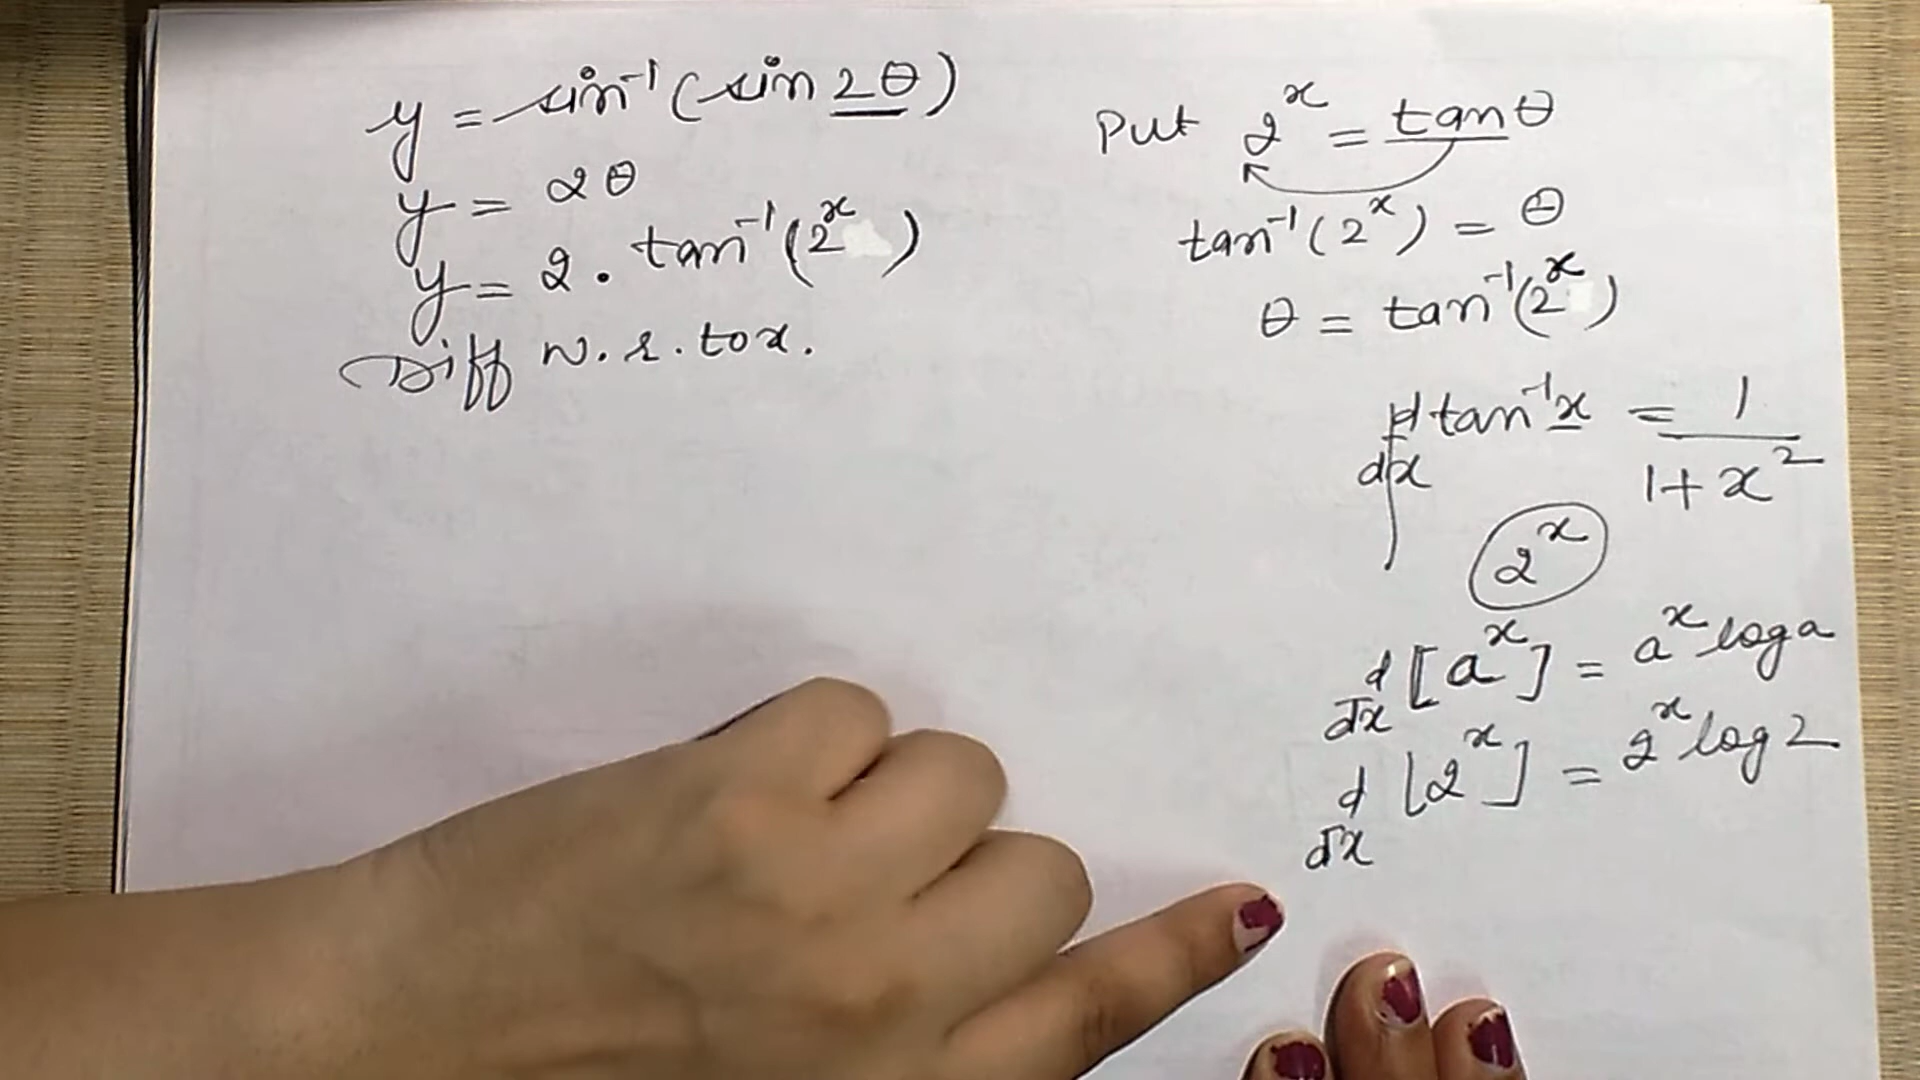 y = sin⁻¹(sin 2θ)
y = 2θ
y = 2 . tan⁻¹(2ˣ)
Diff w.r.to x.
Put 2ˣ = tanθ
tan⁻¹(2ˣ) = θ
θ = tan⁻¹(2ˣ)
d/dx tan⁻¹x = 1/1+x²
2ˣ
d/dx [aˣ] = aˣ log a
d/dx [2ˣ] = 2ˣ log 2